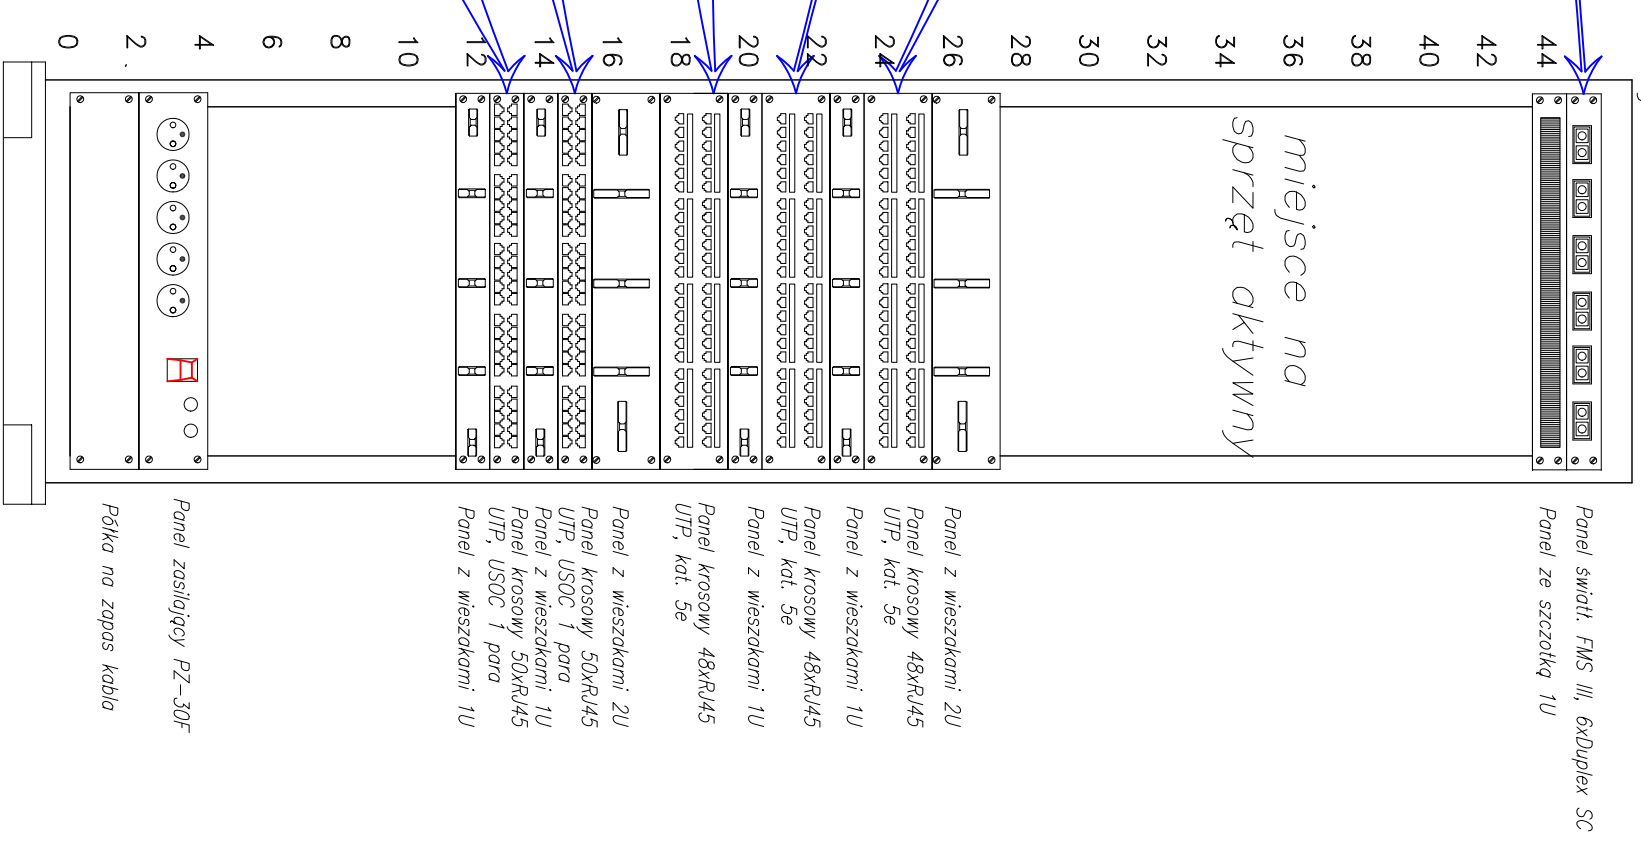 44
42
40
38
36
34
32
30
28
26
24
22
20
18
16
14
12
10
8
6
4
2
0
miejsce na
sprzęt aktywny
Panel światł. FMS III, 6xDuplex SC
Panel ze szczotką 1U
Panel z wieszakami 2U
Panel krosowy 48xRJ45
UTP, kat. 5e
Panel z wieszakami 1U
Panel krosowy 48xRJ45
UTP, kat. 5e
Panel z wieszakami 1U
Panel krosowy 48xRJ45
UTP, kat. 5e
Panel z wieszakami 2U
Panel krosowy 50xRJ45
UTP, USOC 1 para
Panel z wieszakami 1U
Panel krosowy 50xRJ45
UTP, USOC 1 para
Panel z wieszakami 1U
Panel zasilający PZ-30F
Półka na zapas kabla